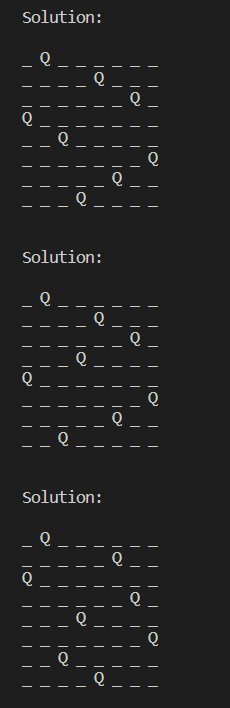 Solution:
_ Q _ _ _ _ _ _
_ _ _ _ Q _ _ _
_ _ _ _ _ _ Q _
Q _ _ _ _ _ _ _
_ _ Q _ _ _ _ _
_ _ _ _ _ _ _ Q
_ _ _ _ _ Q _ _
_ _ _ Q _ _ _ _
Solution:
_ Q _ _ _ _ _ _
_ _ _ _ Q _ _ _
_ _ _ _ _ _ Q _
_ _ _ Q _ _ _ _
Q _ _ _ _ _ _ _
_ _ _ _ _ _ _ Q
_ _ _ _ _ Q _ _
_ _ Q _ _ _ _ _
Solution:
_ Q _ _ _ _ _ _
_ _ _ _ _ Q _ _
Q _ _ _ _ _ _ _
_ _ _ _ _ _ Q _
_ _ _ Q _ _ _ _
_ _ _ _ _ _ _ Q
_ _ Q _ _ _ _ _
_ _ _ _ Q _ _ _